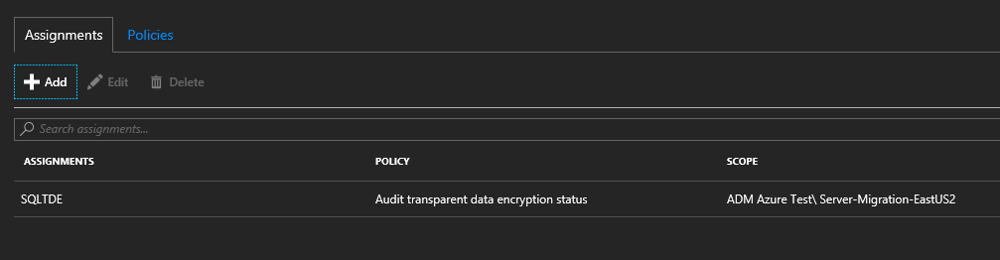 Assignments Policies
Add Edit Delete
Search assignments...
ASSIGNMENTS POLICY SCOPE
SQLTDE Audit transparent data encryption status ADM Azure Test\ Server-Migration-EastUS2